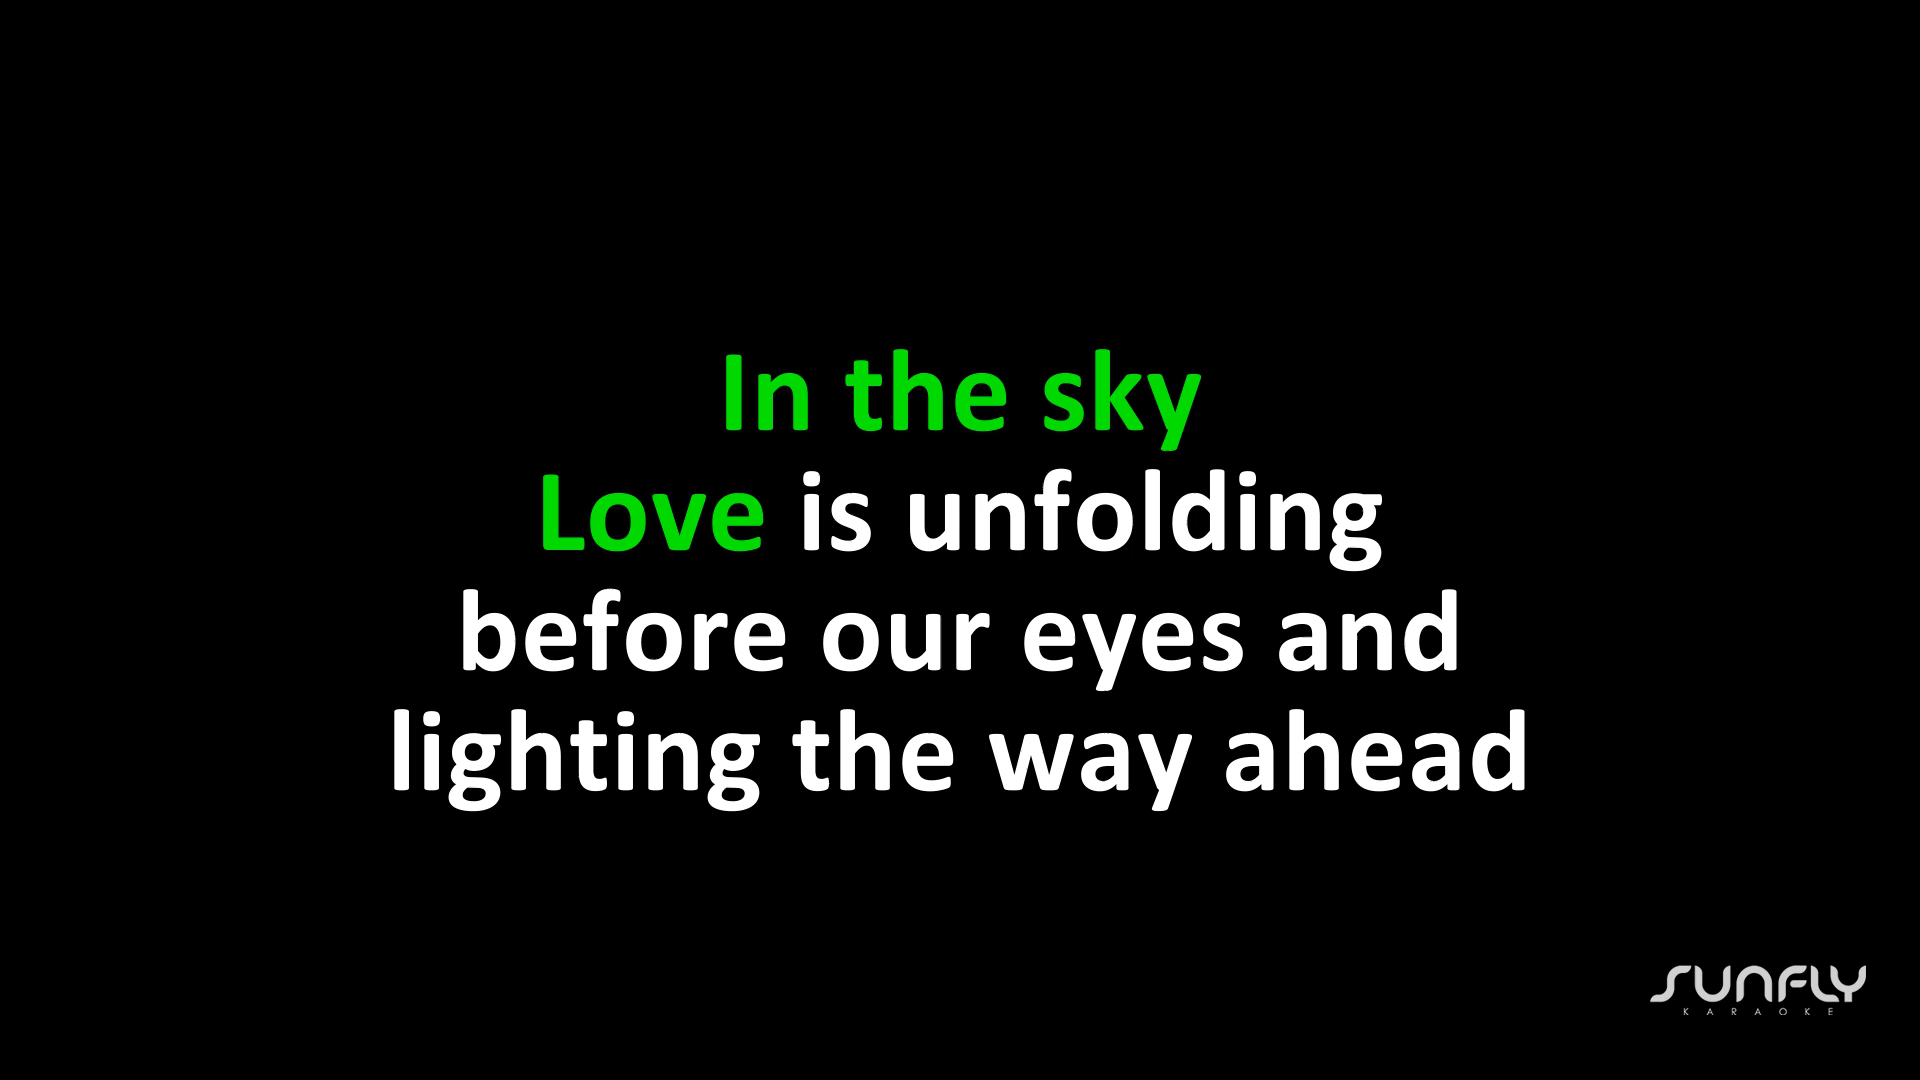 In the sky
Love is unfolding
before our eyes and
lighting the way ahead
SUNFLY
KARAOKE